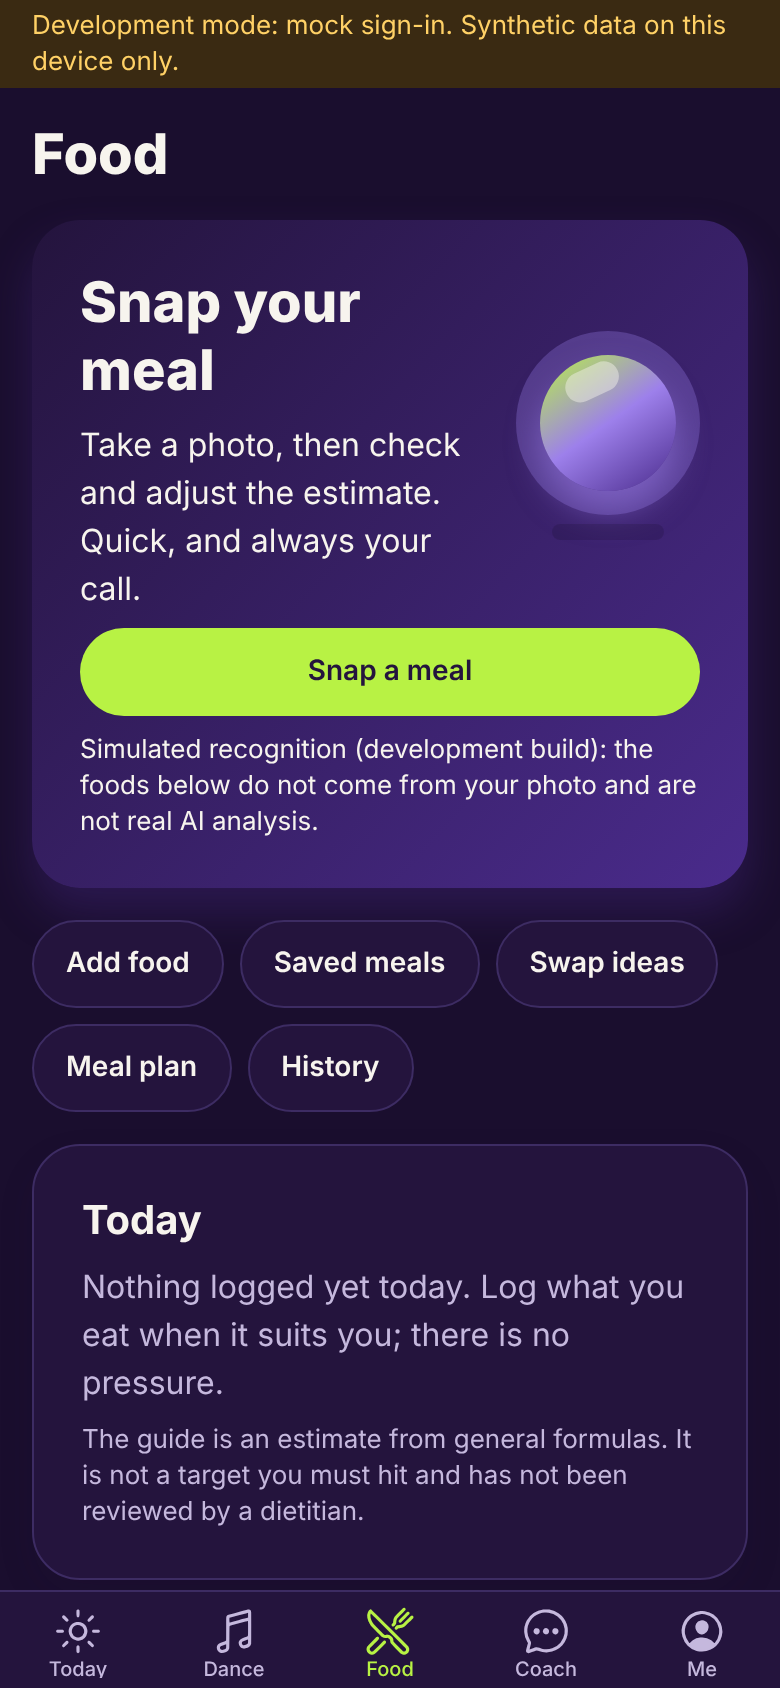 Development mode: mock sign-in. Synthetic data on this
device only.
Food
Snap your
meal
Take a photo, then check
and adjust the estimate.
Quick, and always your
call.
Snap a meal
Simulated recognition (development build): the
foods below do not come from your photo and are
not real AI analysis.
Add food
Saved meals
Swap ideas
Meal plan
History
Today
Nothing logged yet today. Log what you
eat when it suits you; there is no
pressure.
The guide is an estimate from general formulas. It
is not a target you must hit and has not been
reviewed by a dietitian.
Today
Dance
Food
Coach
Me